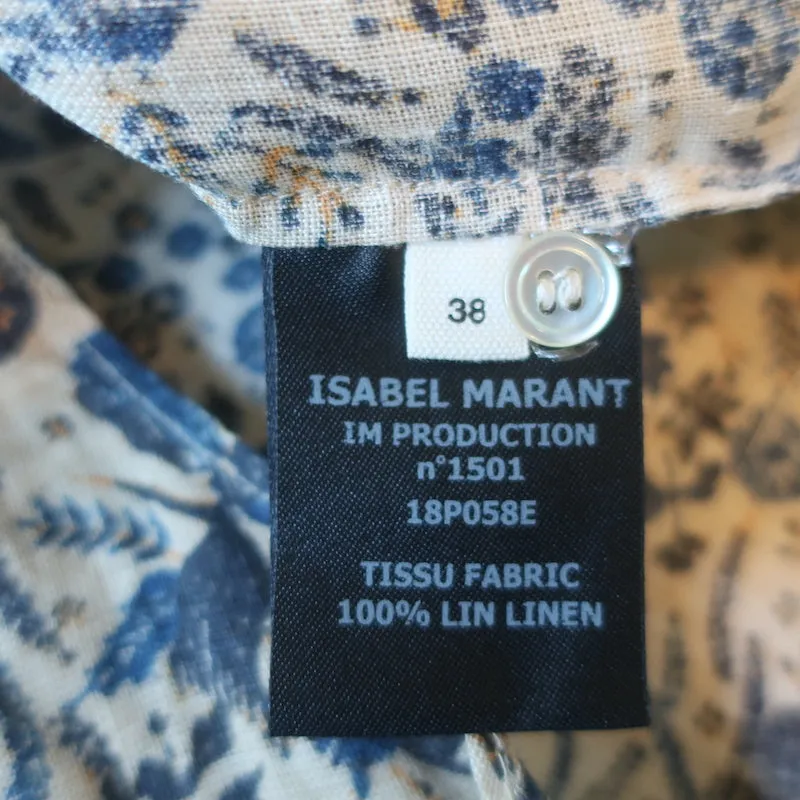 38
ISABEL MARANT
IM PRODUCTION
n°1501
18P058E
TISSU FABRIC
100% LIN LINEN